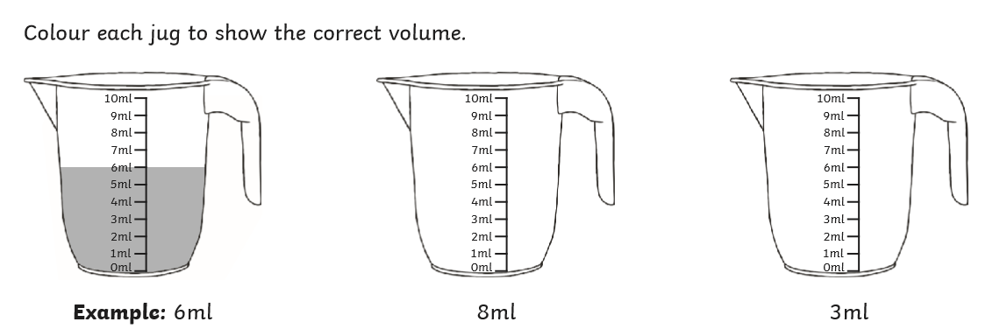 Colour each jug to show the correct volume.
10ml 10ml 10ml
9ml 9ml 9ml
8ml 8ml 8ml
7ml 7ml 7ml
6ml 6ml 6ml
5ml 5ml 5ml
4ml 4ml 4ml
3ml 3ml 3ml
2ml 2ml 2ml
1ml 1ml 1ml
0ml 0ml 0ml
Example: 6ml 8ml 3ml